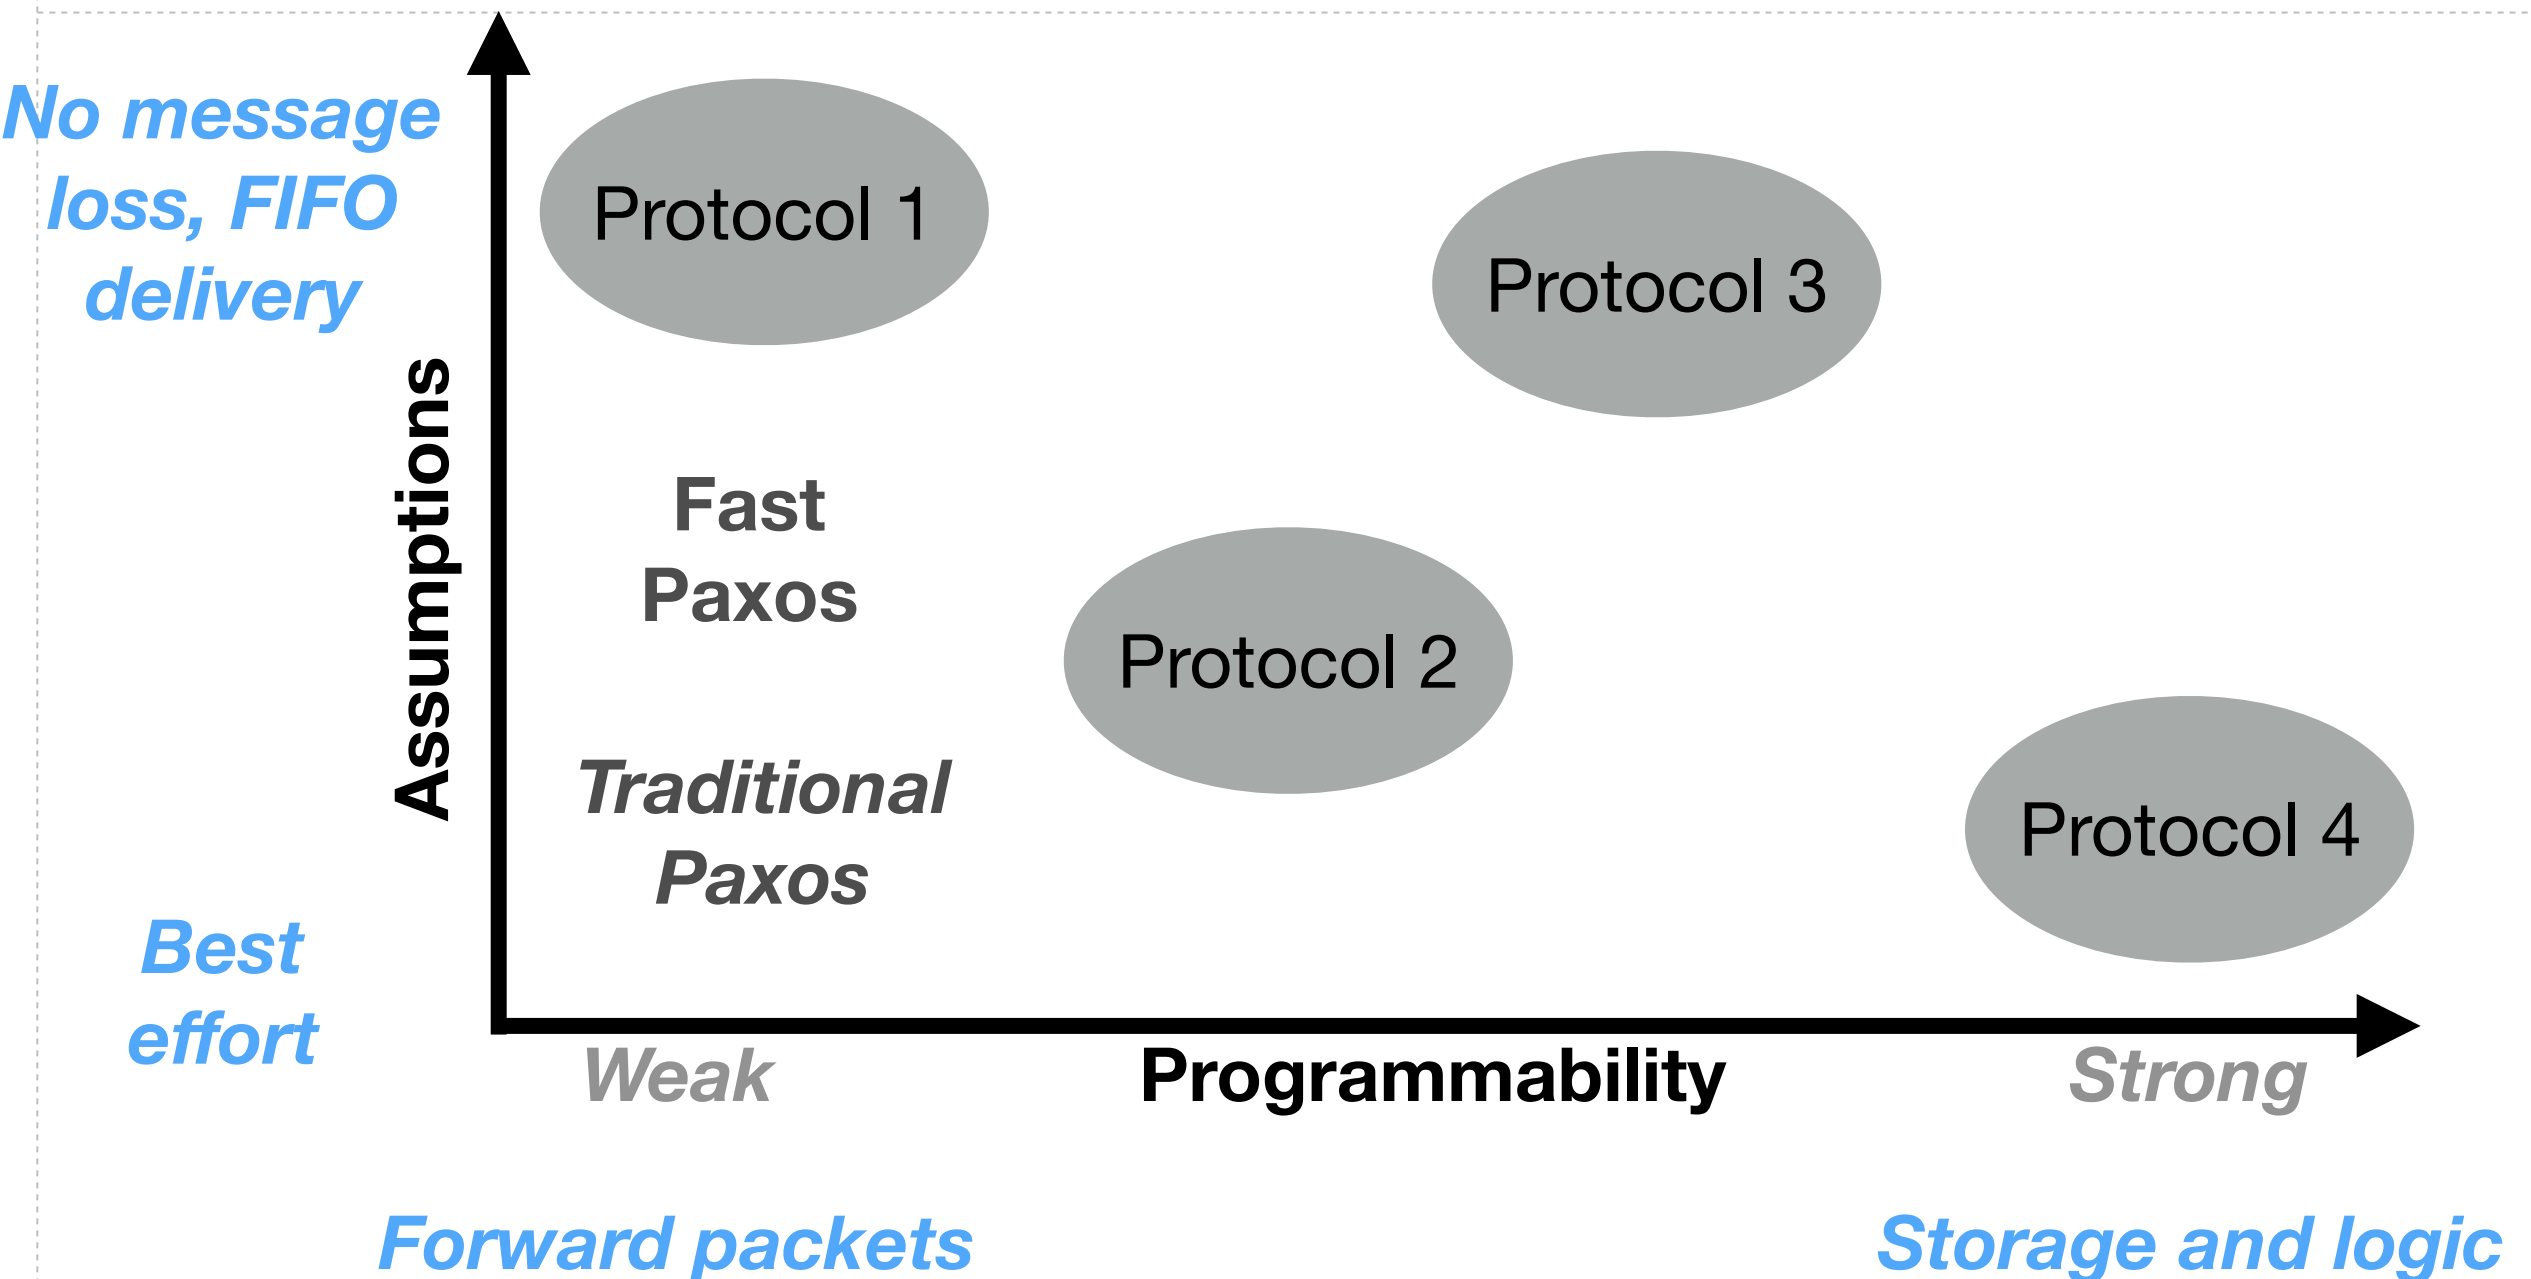 No message
loss, FIFO
delivery
Protocol 1
Protocol 3
Assumptions
Fast
Paxos
Protocol 2
Traditional
Paxos
Protocol 4
Best
effort
Weak
Programmability
Strong
Forward packets
Storage and logic